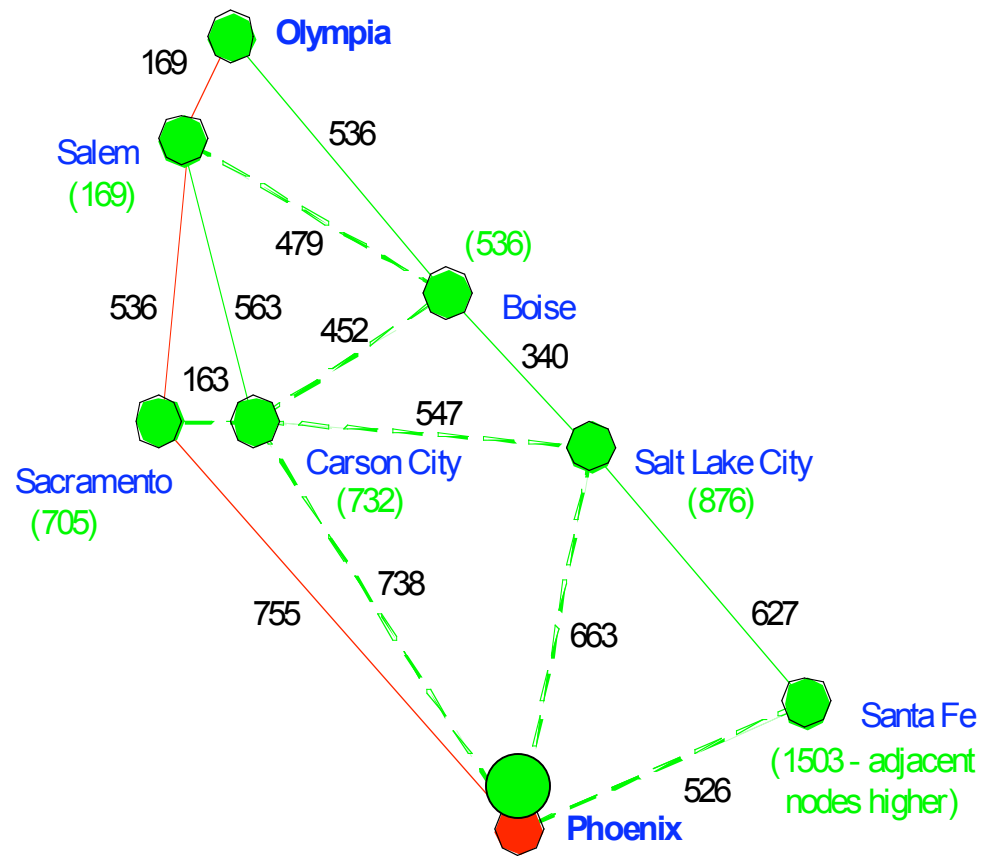 Olympia
169
536
Salem
(169)
479
(536)
Boise
536
563
452
340
163
547
Sacramento
(705)
Carson City
(732)
Salt Lake City
(876)
738
755
663
627
Santa Fe
(1503 - adjacent
nodes higher)
526
Phoenix